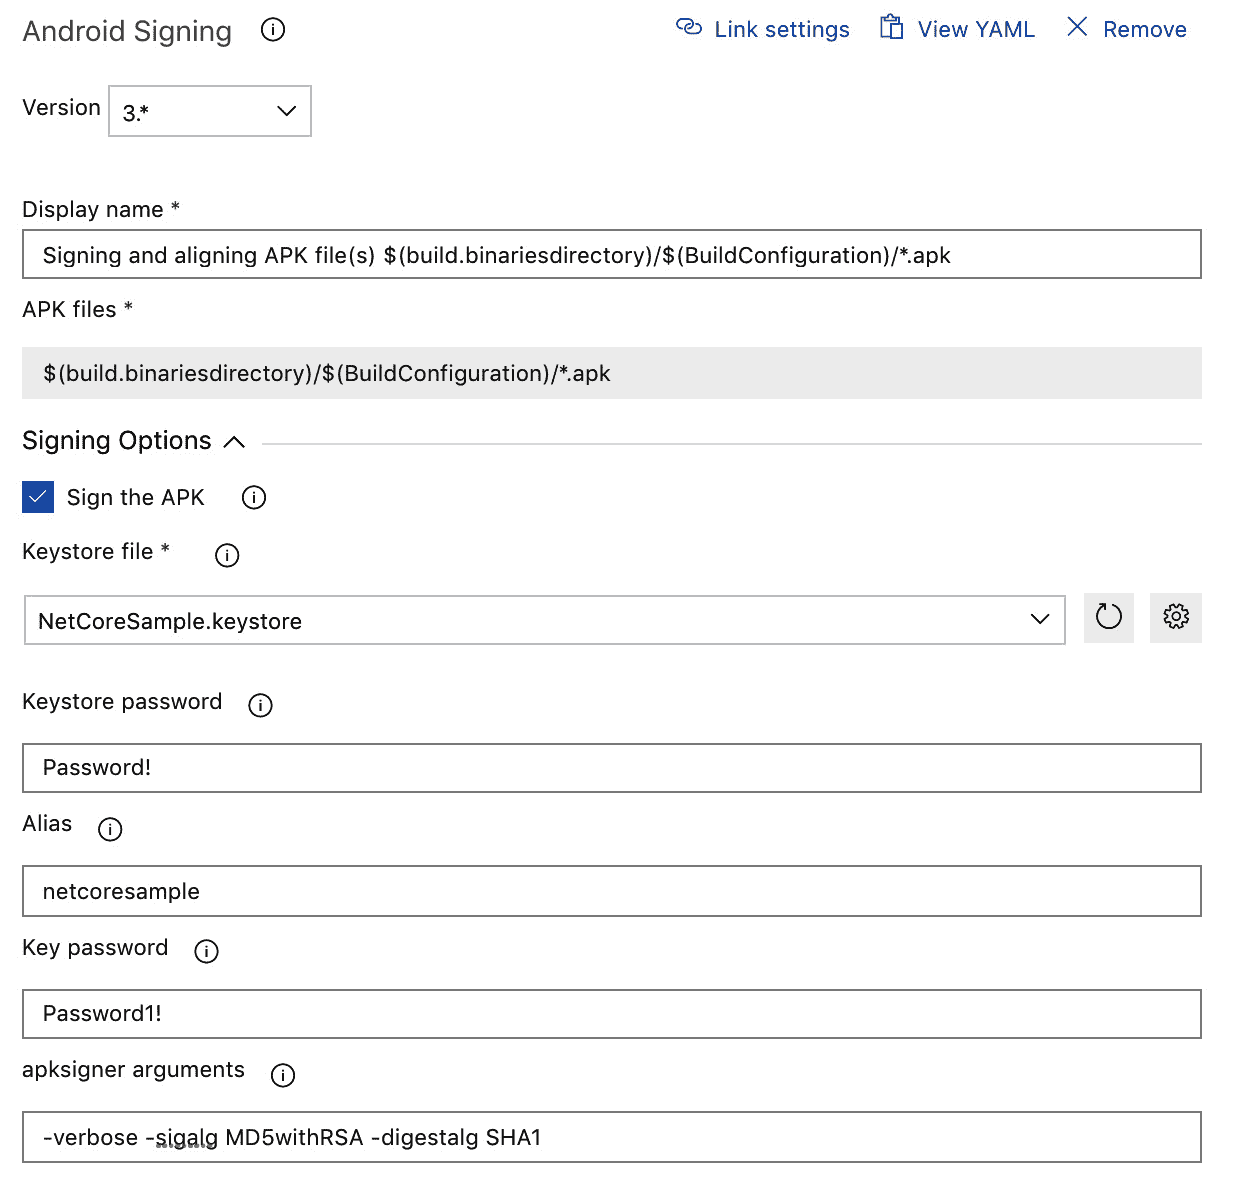 Android Signing
Link settings
View YAML
Remove
Version
3.*
Display name *
Signing and aligning APK file(s) $(build.binariesdirectory)/$(BuildConfiguration)/*.apk
APK files *
$(build.binariesdirectory)/$(BuildConfiguration)/*.apk
Signing Options
Sign the APK
Keystore file *
NetCoreSample.keystore
Keystore password
Password!
Alias
netcoresample
Key password
Password1!
apksigner arguments
-verbose -sigalg MD5withRSA -digestalg SHA1